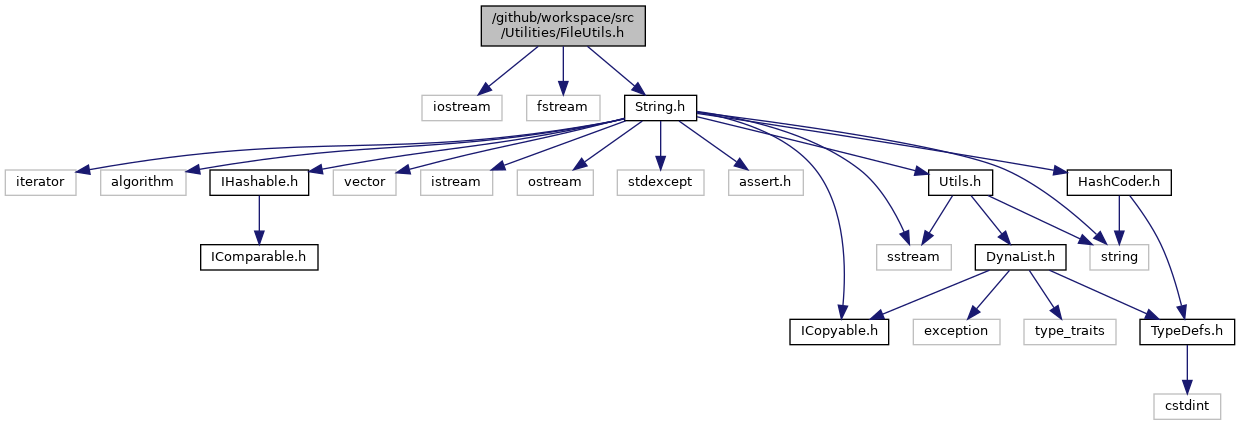 /github/workspace/src
/Utilities/FileUtils.h
iostream
fstream
String.h
iterator
algorithm
IHashable.h
vector
istream
ostream
stdexcept
assert.h
Utils.h
HashCoder.h
IComparable.h
sstream
DynaList.h
string
ICopyable.h
exception
type_traits
TypeDefs.h
cstdint